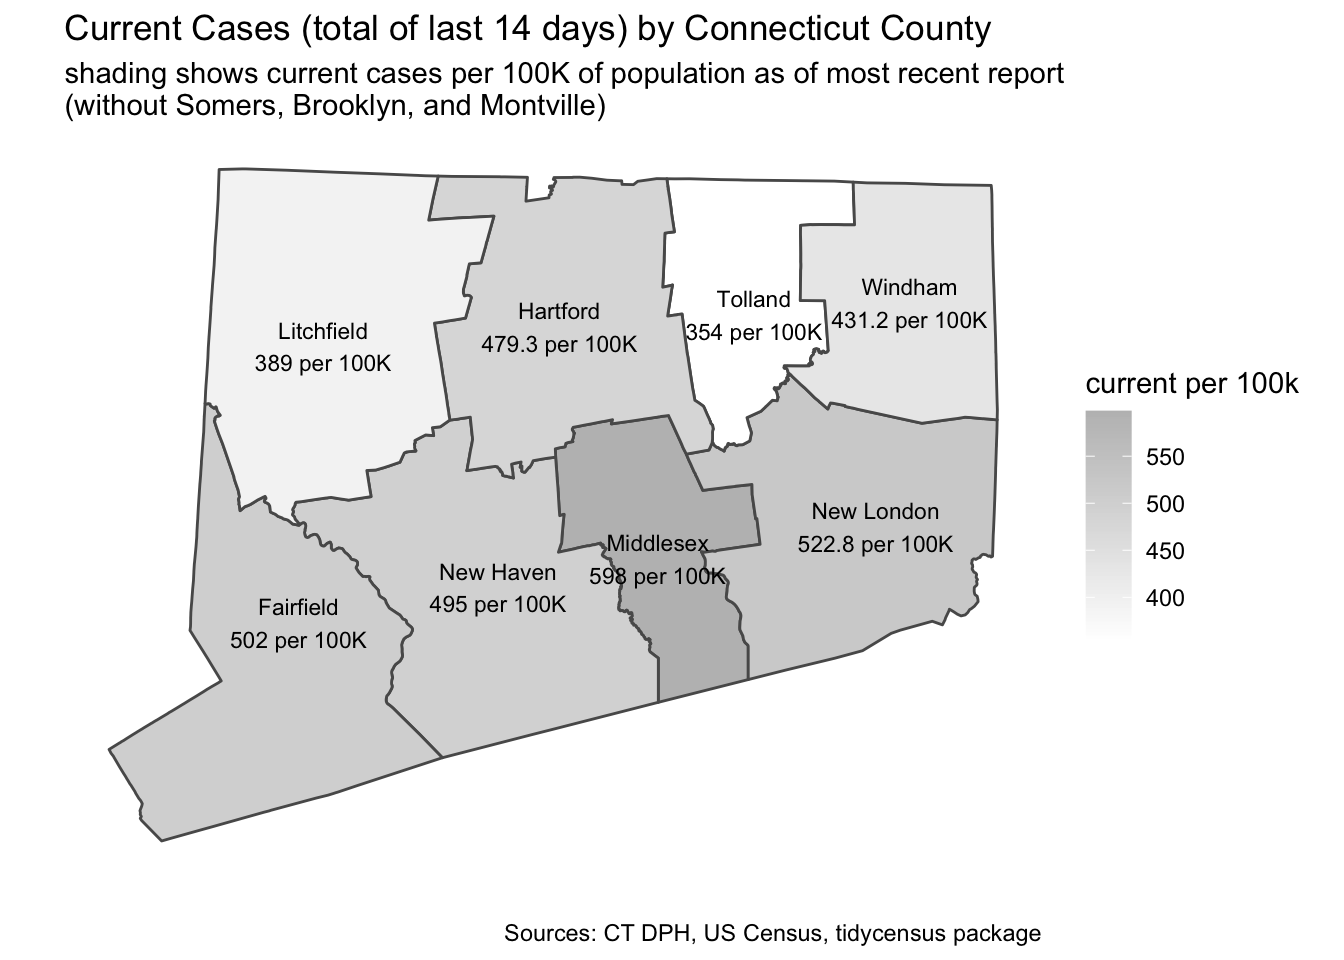 Current Cases (total of last 14 days) by Connecticut County
shading shows current cases per 100K of population as of most recent report
(without Somers, Brooklyn, and Montville)
Litchfield
389 per 100K
Hartford
479.3 per 100K
Tolland
354 per 100K
Windham
431.2 per 100K
Fairfield
502 per 100K
New Haven
495 per 100K
Middlesex
598 per 100K
New London
522.8 per 100K
current per 100k
550
500
450
400
Sources: CT DPH, US Census, tidycensus package